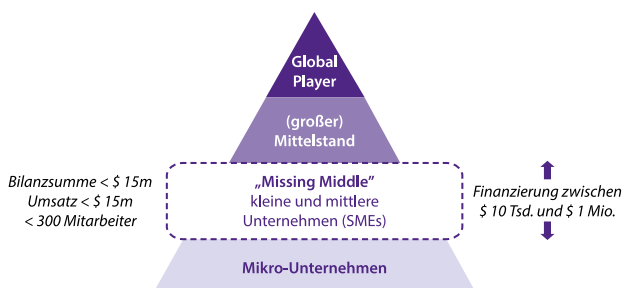 Global
Player
(großer)
Mittelstand
Bilanzsumme < $ 15m
Umsatz < $ 15m
< 300 Mitarbeiter
„Missing Middle”
kleine und mittlere
Unternehmen (SMEs)
Finanzierung zwischen
$ 10 Tsd. und $ 1 Mio.
Mikro-Unternehmen